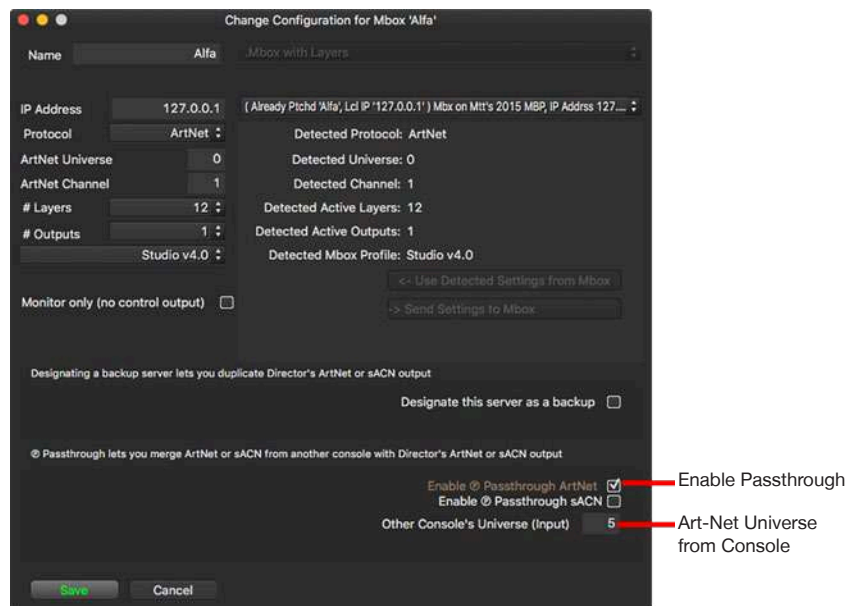 Change Configuration for Mbox 'Alfa'
Name Alfa .Mbox with Layers
IP Address 127.0.0.1 ( Already Ptchd 'Alfa', Lcl IP '127.0.0.1' ) Mbx on Mtt's 2015 MBP, IP Addrss 127....
Protocol ArtNet Detected Protocol: ArtNet
ArtNet Universe 0 Detected Universe: 0
ArtNet Channel 1 Detected Channel: 1
# Layers 12 Detected Active Layers: 12
# Outputs 1 Detected Active Outputs: 1
Studio v4.0 Detected Mbox Profile: Studio v4.0
<- Use Detected Settings from Mbox
Monitor only (no control output) -> Send Settings to Mbox
Designating a backup server lets you duplicate Director's ArtNet or sACN output
Designate this server as a backup
℗ Passthrough lets you merge ArtNet or sACN from another console with Director's ArtNet or sACN output
Enable ℗ Passthrough ArtNet Enable Passthrough
Enable ℗ Passthrough sACN
Other Console's Universe (Input) 5 Art-Net Universe
from Console
Save Cancel